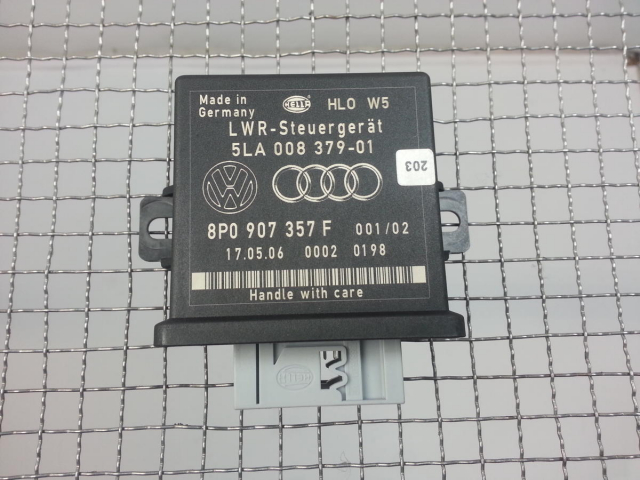 Made in
Germany
HELLA
HLO W5
LWR-Steuergerät
5LA 008 379-01
203
8P0 907 357 F 001/02
17.05.06 0002 0198
Handle with care